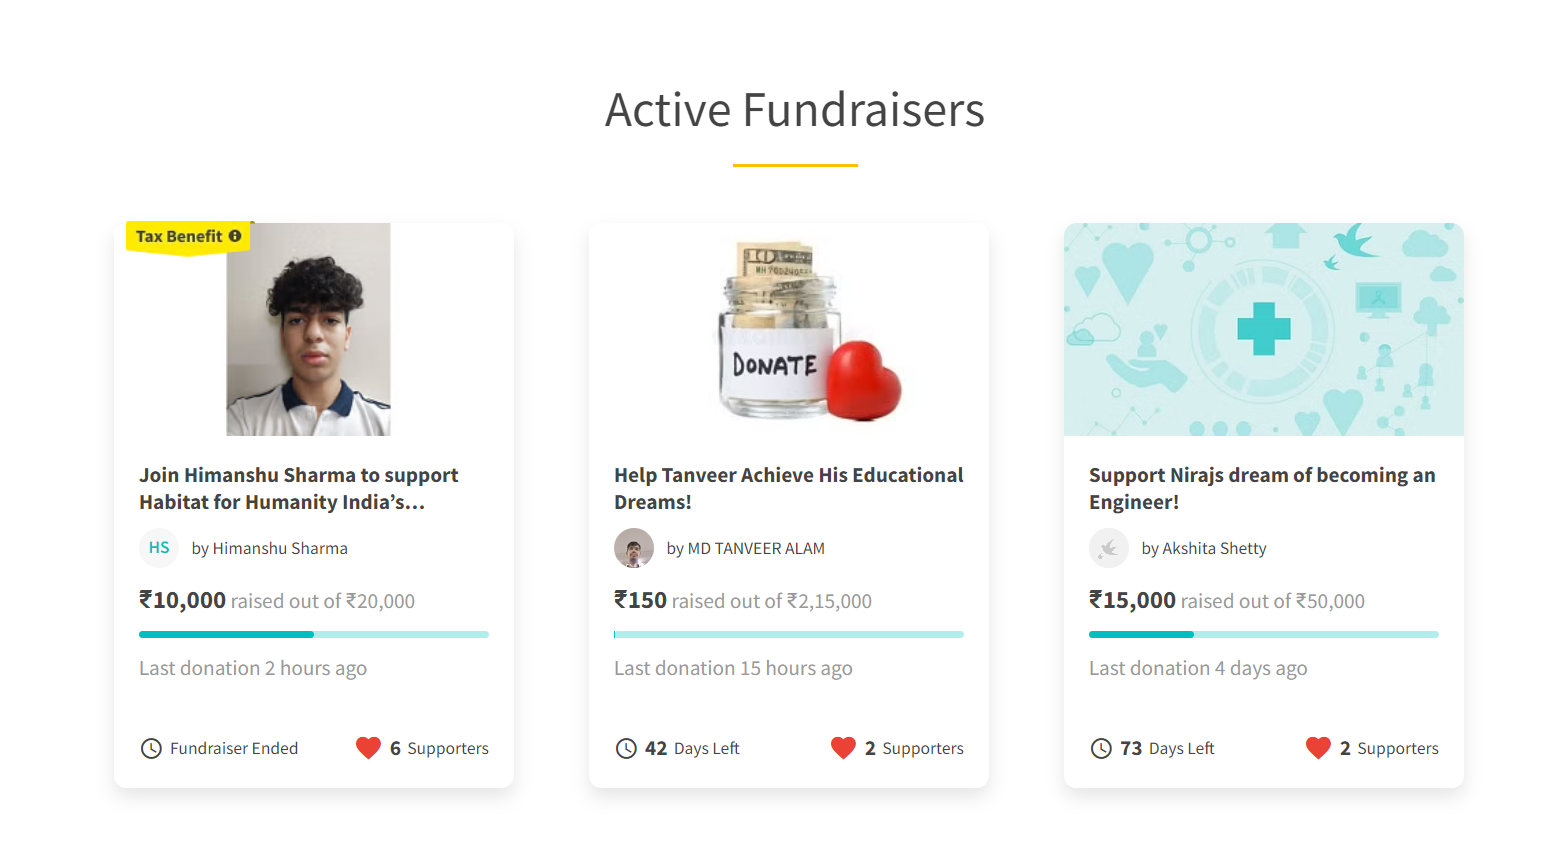 Active Fundraisers
Tax Benefit
DONATE
Join Himanshu Sharma to support
Habitat for Humanity India’s...
HS by Himanshu Sharma
₹10,000 raised out of ₹20,000
Last donation 2 hours ago
Fundraiser Ended 6 Supporters
Help Tanveer Achieve His Educational
Dreams!
by MD TANVEER ALAM
₹150 raised out of ₹2,15,000
Last donation 15 hours ago
42 Days Left 2 Supporters
Support Nirajs dream of becoming an
Engineer!
by Akshita Shetty
₹15,000 raised out of ₹50,000
Last donation 4 days ago
73 Days Left 2 Supporters